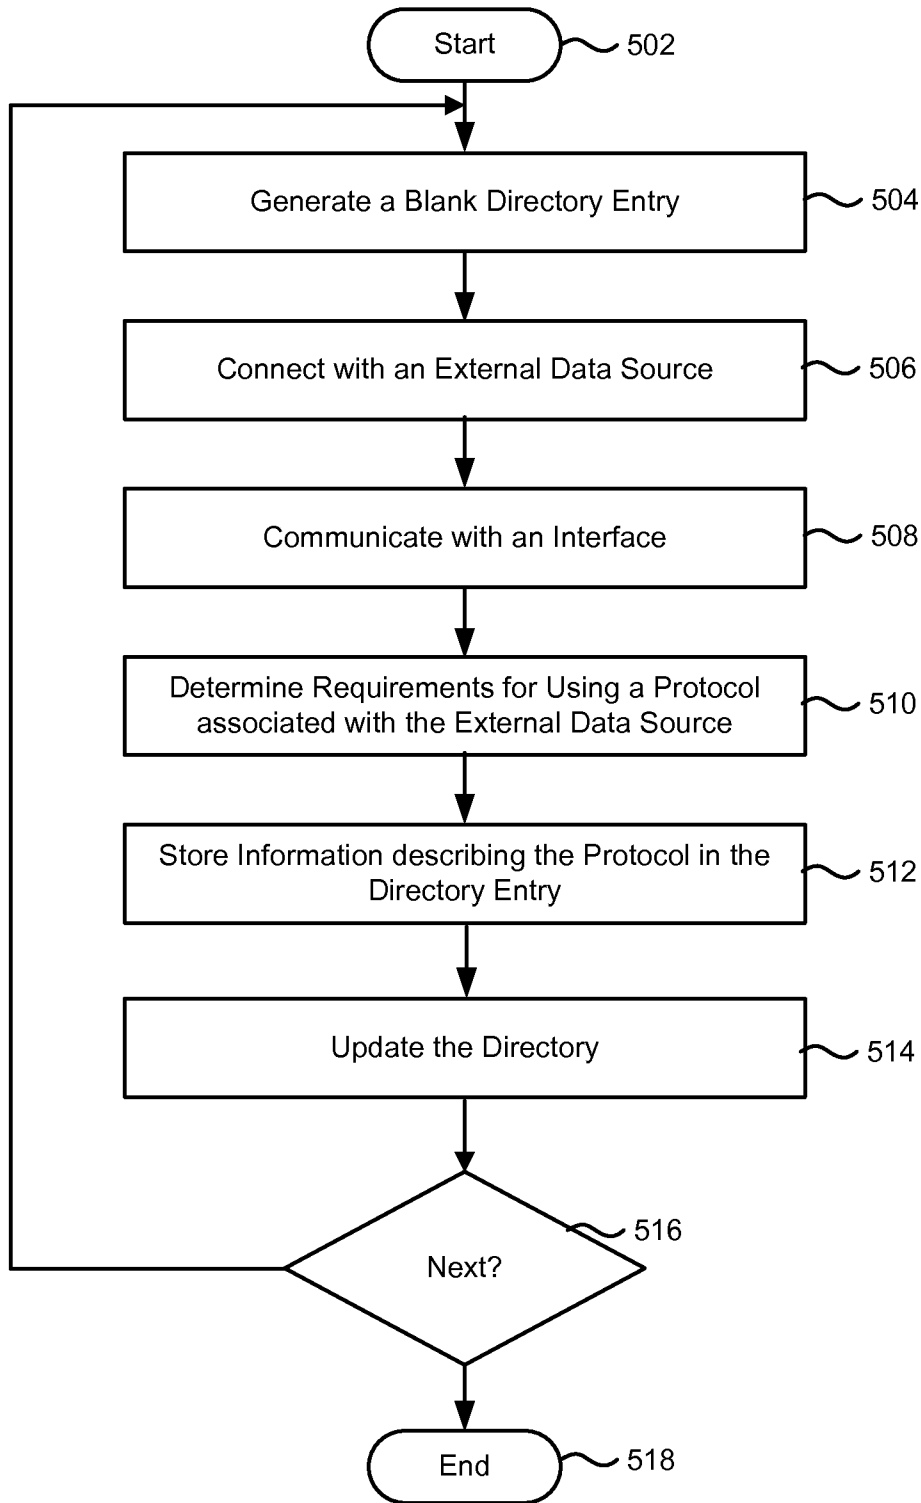 Start
502
Generate a Blank Directory Entry
504
Connect with an External Data Source
506
Communicate with an Interface
508
Determine Requirements for Using a Protocol
associated with the External Data Source
510
Store Information describing the Protocol in the
Directory Entry
512
Update the Directory
514
516
Next?
End
518